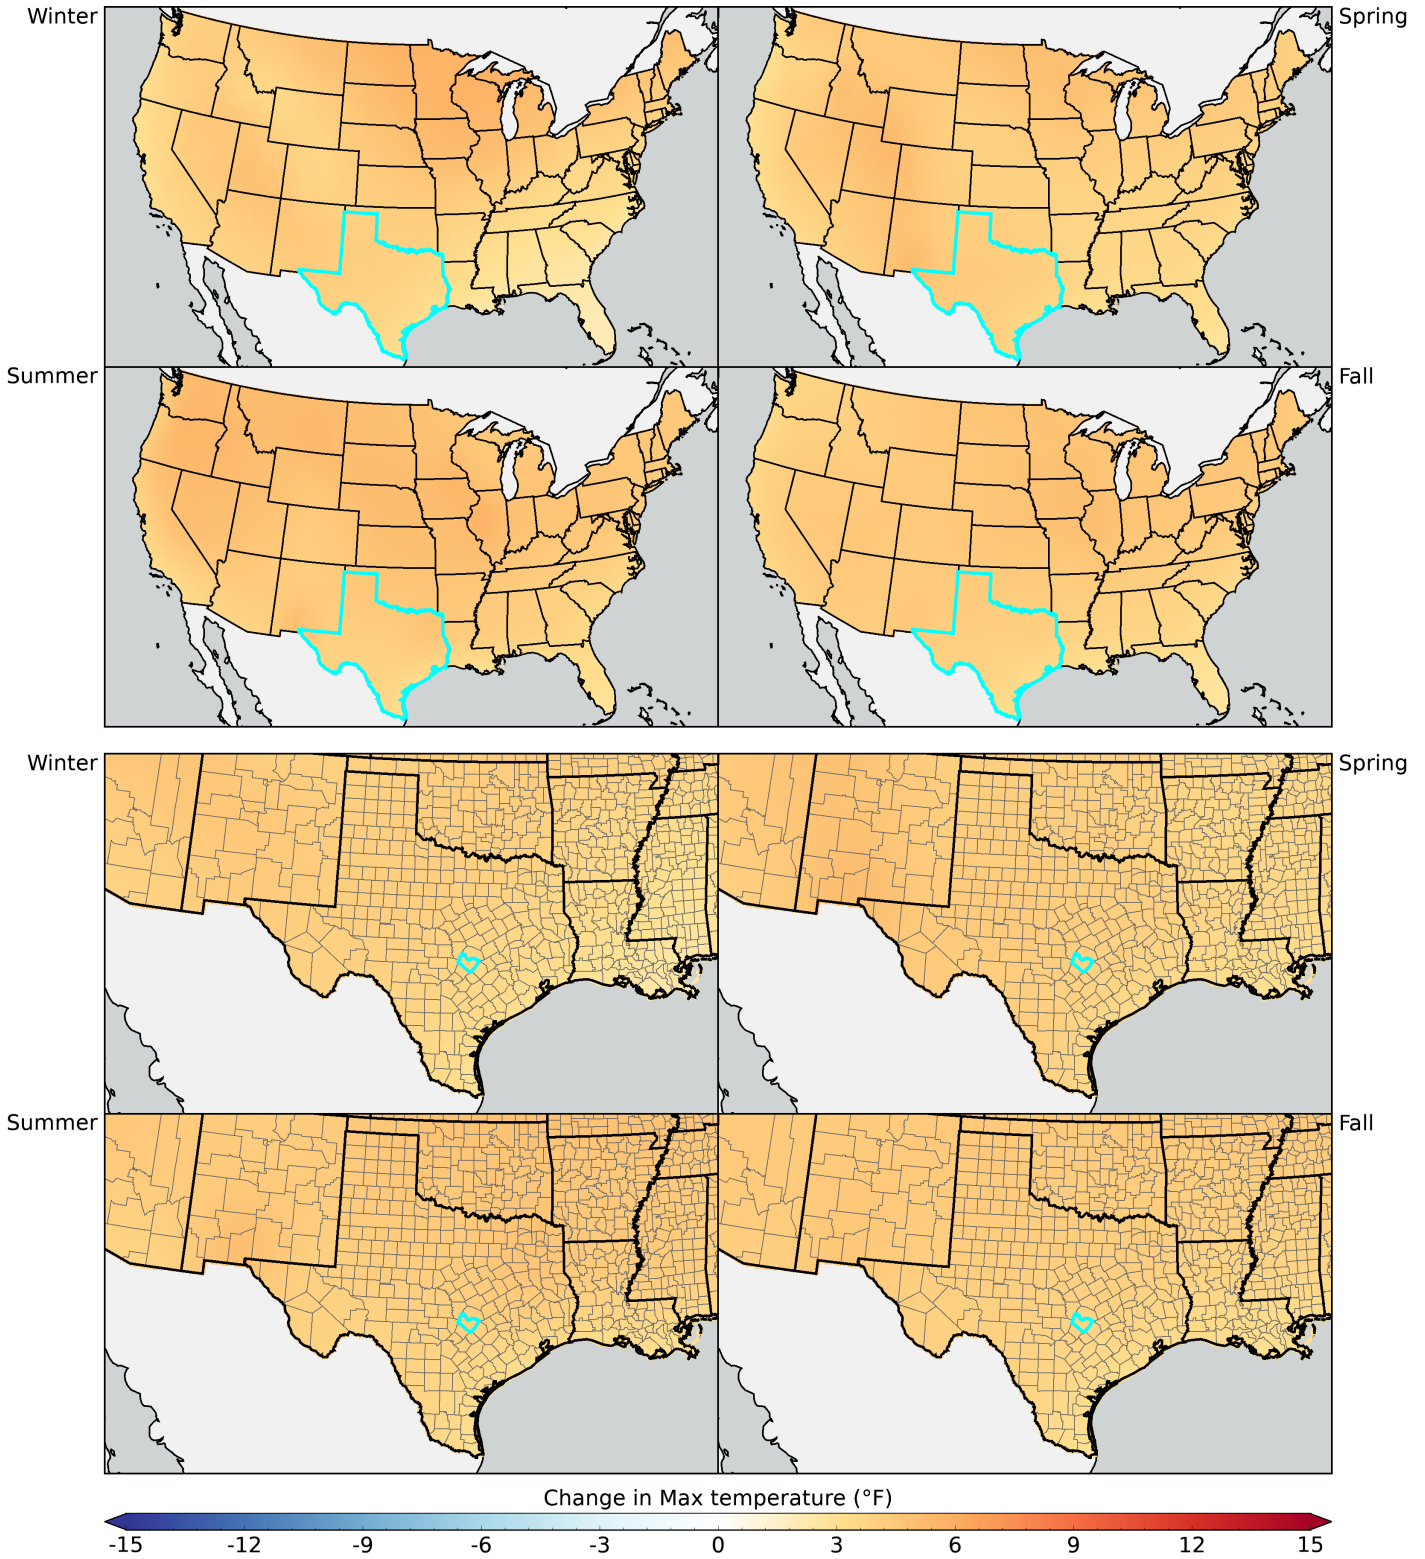 Winter
Spring
Summer
Fall
Winter
Spring
Summer
Fall
Change in Max temperature (°F)
-15 -12 -9 -6 -3 0 3 6 9 12 15